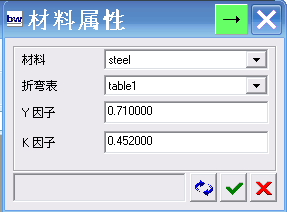 bw 材料属性
材料 steel
折弯表 table1
Y 因子 0.710000
K 因子 0.452000